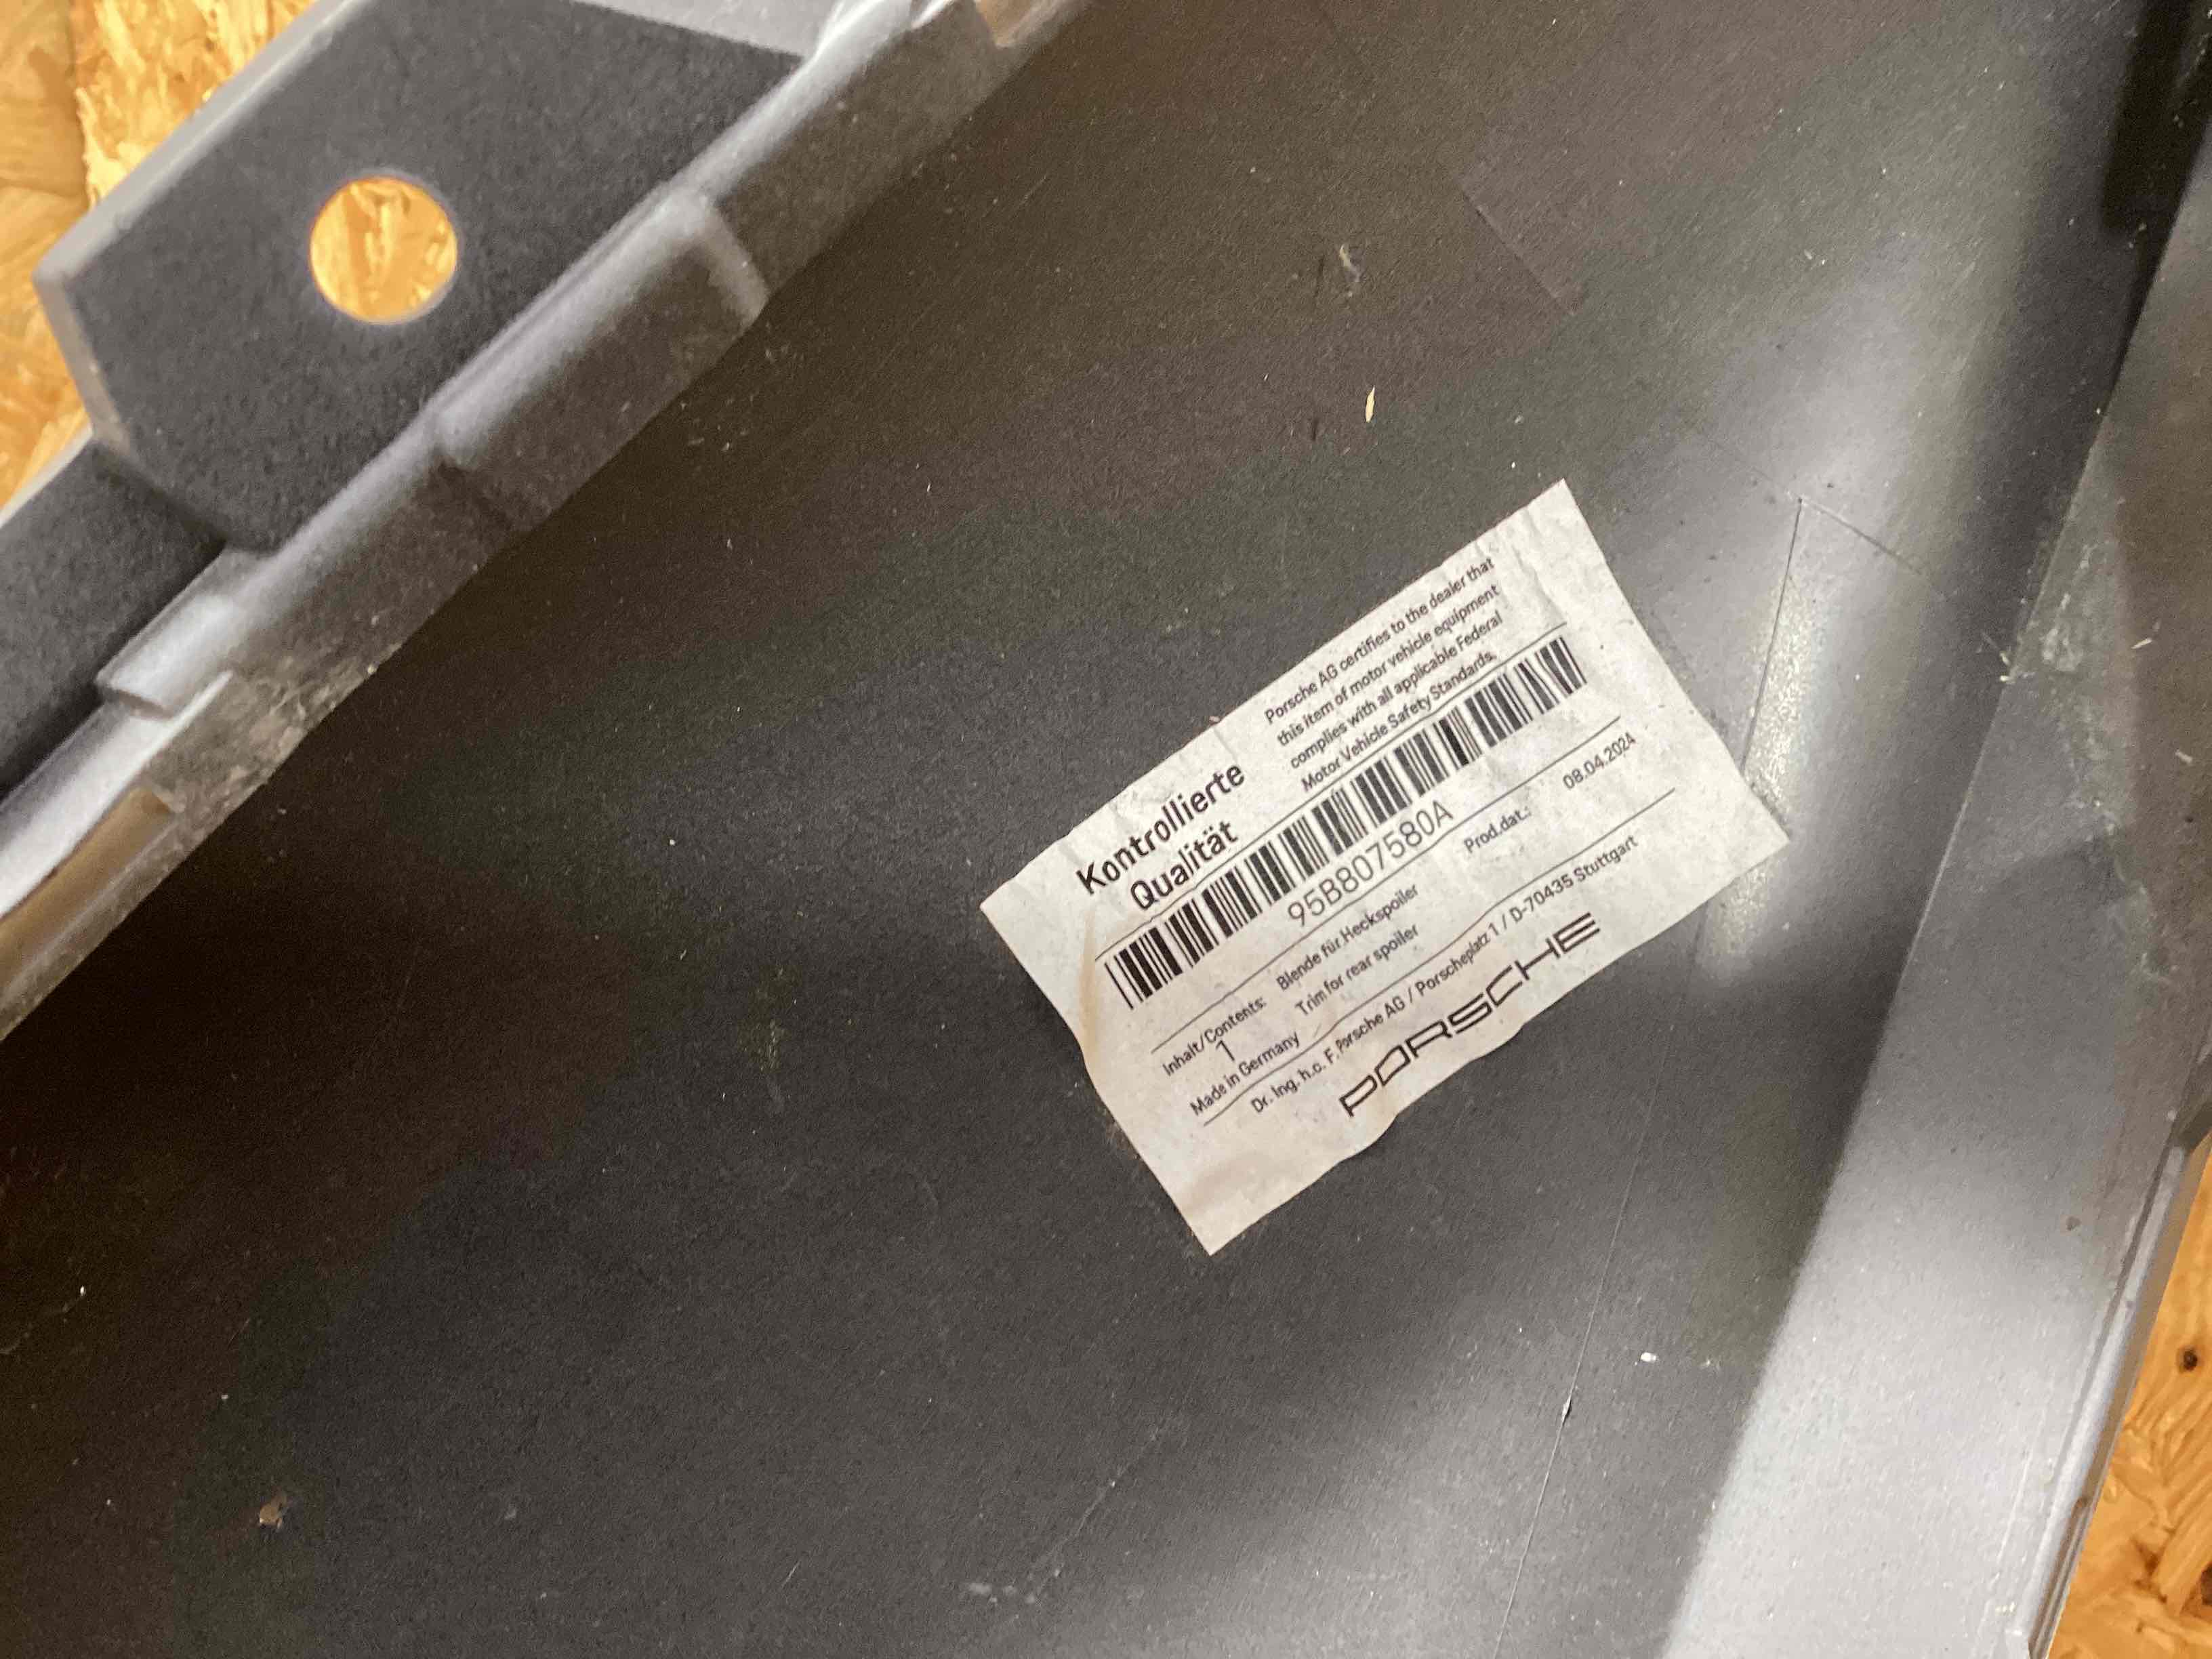 Kontrollierte
Qualität
Porsche AG certifies to the dealer that
this item of motor vehicle equipment
complies with all applicable Federal
Motor Vehicle Safety Standards.
95B807580A
Inhalt/Contents: Blende für Heckspoiler Prod.dat.: 08.04.2024
1 Trim for rear spoiler
Made in Germany
Dr. Ing. h.c. F. Porsche AG / Porscheplatz 1 / D-70435 Stuttgart
PORSCHE